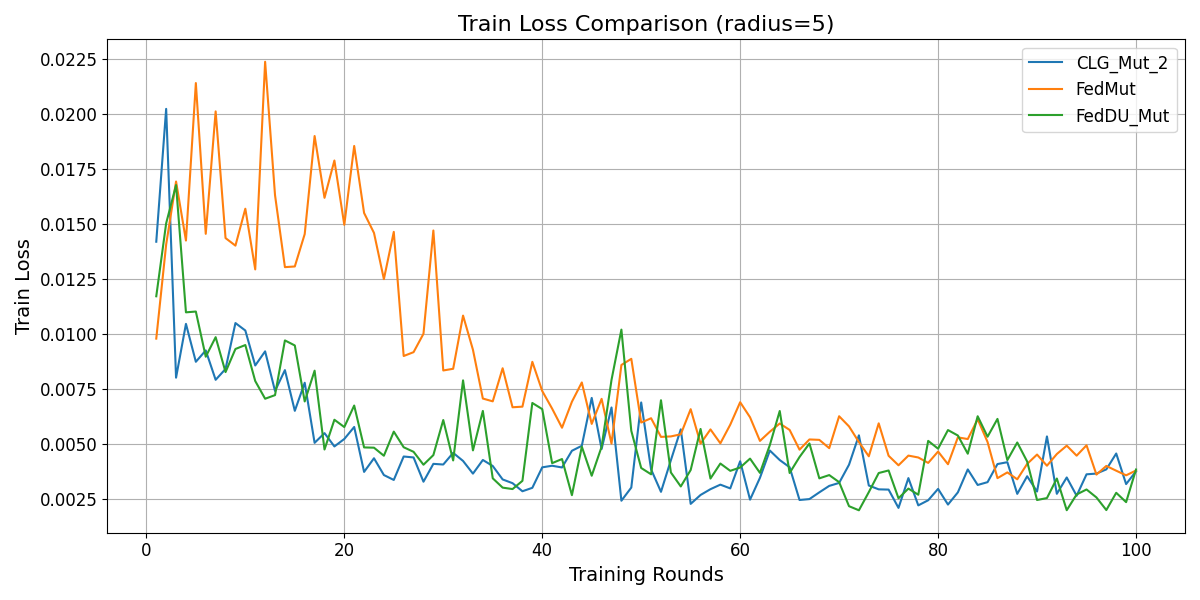 Train Loss Comparison (radius=5)
CLG_Mut_2
FedMut
FedDU_Mut
Train Loss
0.0225
0.0200
0.0175
0.0150
0.0125
0.0100
0.0075
0.0050
0.0025
0 20 40 60 80 100
Training Rounds